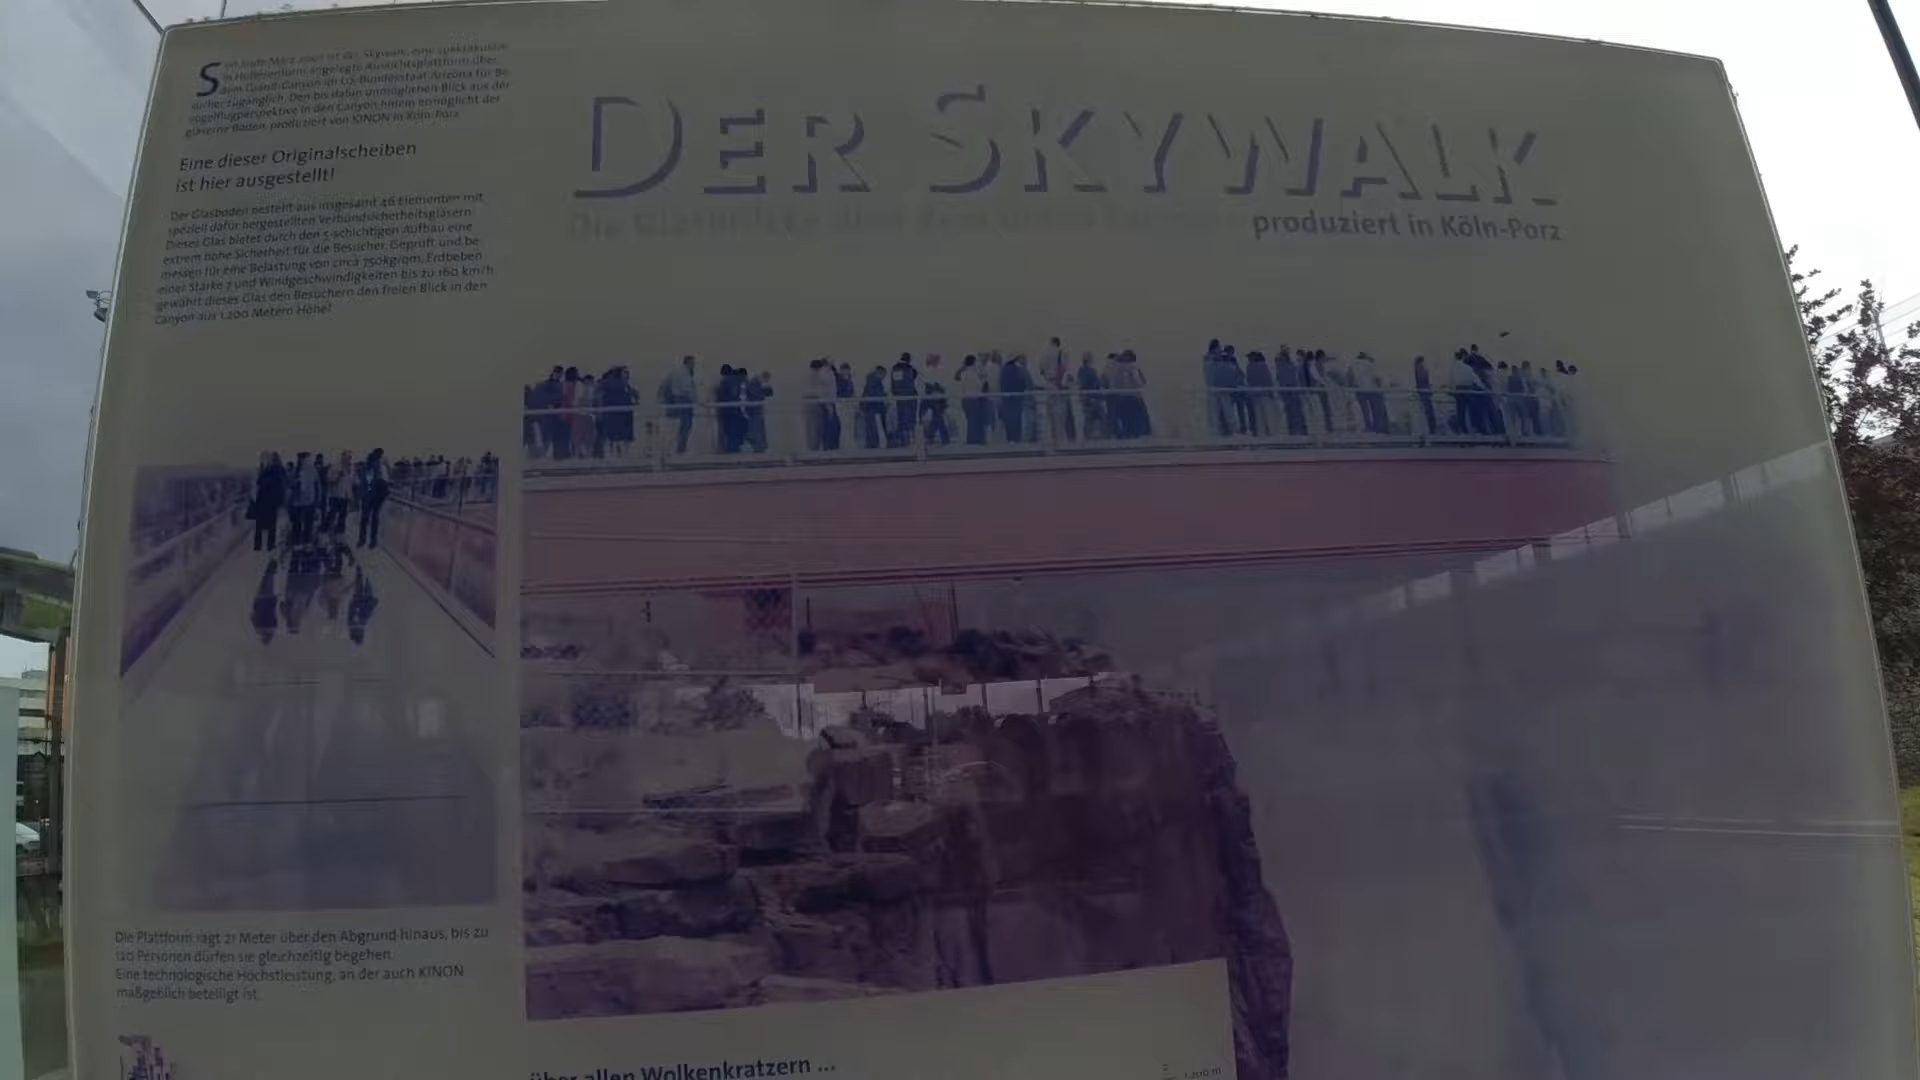 Seit Ende März 2007 ist der Skywalk, eine spektakuläre
in Hufeisenform angelegte Aussichtsplattform über
dem Grand Canyon im US-Bundesstaat Arizona für Be-
sucher zugänglich. Den bis dahin unmöglichen Blick aus der
Vogelflugperspektive in den Canyon hinein ermöglicht der
gläserne Boden, produziert von KINON in Köln-Porz.
Eine dieser Originalscheiben
ist hier ausgestellt!
Der Glasboden besteht aus insgesamt 46 Elementen mit
speziell dafür hergestellten Verbundsicherheitsgläsern.
Dieses Glas bietet durch den 5-schichtigen Aufbau eine
extrem hohe Sicherheit für die Besucher. Geprüft und be-
messen für eine Belastung von circa 750kg/qm, Erdbeben
einer Stärke 7 und Windgeschwindigkeiten bis zu 160 km/h
gewährt dieses Glas den Besuchern den freien Blick in den
Canyon aus 1.200 Metern Höhe!
DER SKYWALK
Die Glasbrücke über dem Grand Canyon
produziert in Köln-Porz
Die Plattform ragt 21 Meter über den Abgrund hinaus, bis zu
120 Personen dürfen sie gleichzeitig begehen.
Eine technologische Höchstleistung, an der auch KINON
maßgeblich beteiligt ist.
über allen Wolkenkratzern ...
1.200 m